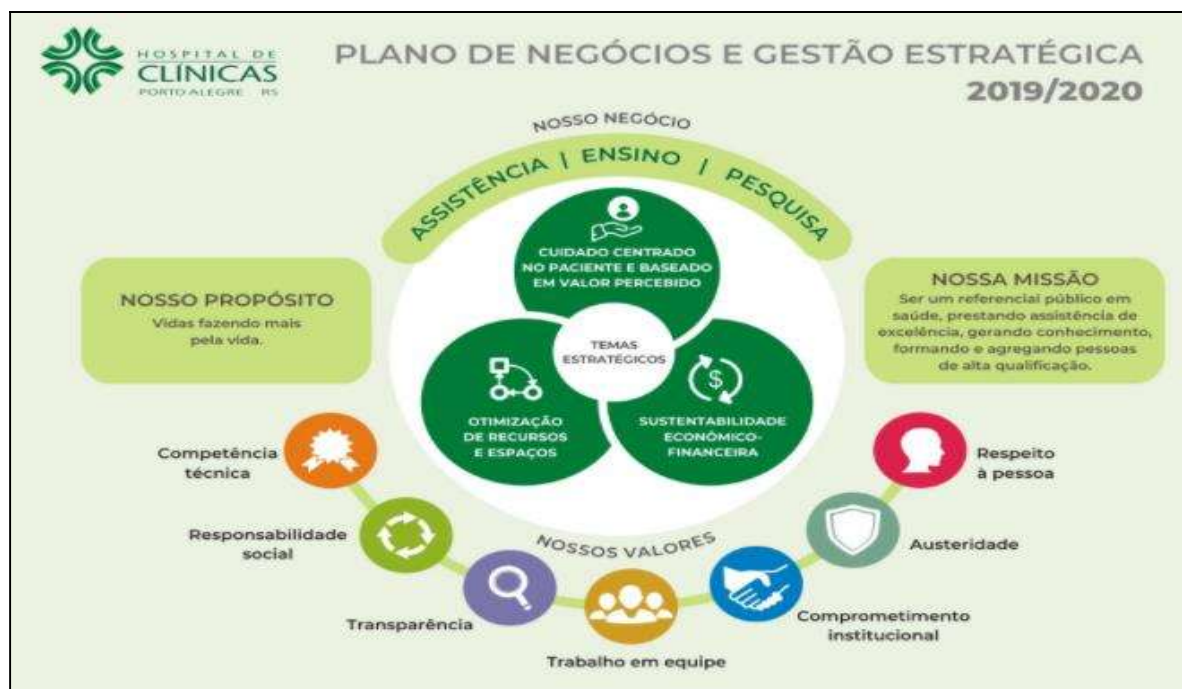 HOSPITAL DE
CLÍNICAS
PORTO ALEGRE RS
PLANO DE NEGÓCIOS E GESTÃO ESTRATÉGICA
2019/2020
NOSSO NEGÓCIO
ASSISTÊNCIA | ENSINO | PESQUISA
CUIDADO CENTRADO
NO PACIENTE E BASEADO
EM VALOR PERCEBIDO
TEMAS
ESTRATÉGICOS
OTIMIZAÇÃO
DE RECURSOS
E ESPAÇOS
$
SUSTENTABILIDADE
ECONÔMICO-
FINANCEIRA
NOSSO PROPÓSITO
Vidas fazendo mais
pela vida.
NOSSA MISSÃO
Ser um referencial público em
saúde, prestando assistência de
excelência, gerando conhecimento,
formando e agregando pessoas
de alta qualificação.
NOSSOS VALORES
Competência
técnica
Responsabilidade
social
Transparência
Trabalho em equipe
Comprometimento
institucional
Austeridade
Respeito
à pessoa